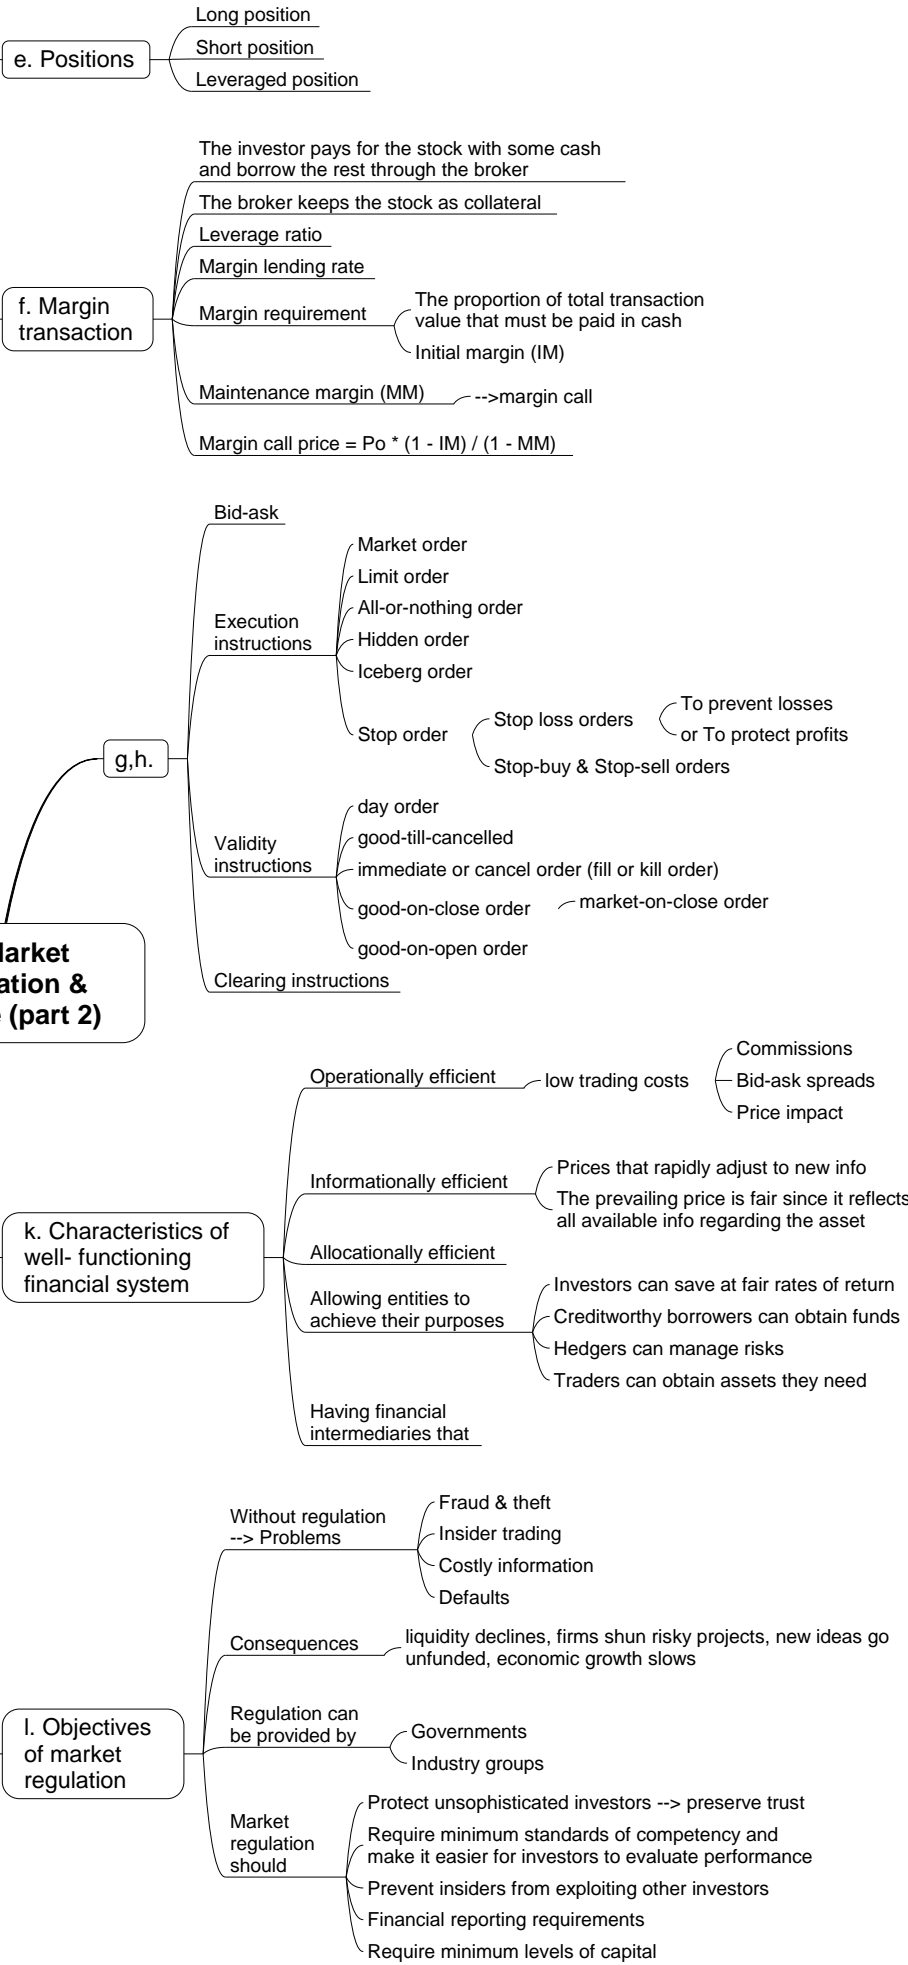 e. Positions
Long position
Short position
Leveraged position
f. Margin
transaction
The investor pays for the stock with some cash
and borrow the rest through the broker
The broker keeps the stock as collateral
Leverage ratio
Margin lending rate
Margin requirement
The proportion of total transaction
value that must be paid in cash
Initial margin (IM)
Maintenance margin (MM)
-->margin call
Margin call price = Po * (1 - IM) / (1 - MM)
g,h.
Bid-ask
Execution
instructions
Market order
Limit order
All-or-nothing order
Hidden order
Iceberg order
Stop order
Stop loss orders
To prevent losses
or To protect profits
Stop-buy & Stop-sell orders
Validity
instructions
day order
good-till-cancelled
immediate or cancel order (fill or kill order)
good-on-close order
market-on-close order
good-on-open order
Clearing instructions
&
(part 2)
k. Characteristics of
well- functioning
financial system
Operationally efficient
low trading costs
Commissions
Bid-ask spreads
Price impact
Informationally efficient
Prices that rapidly adjust to new info
The prevailing price is fair since it reflects
all available info regarding the asset
Allocationally efficient
Allowing entities to
achieve their purposes
Investors can save at fair rates of return
Creditworthy borrowers can obtain funds
Hedgers can manage risks
Traders can obtain assets they need
Having financial
intermediaries that
l. Objectives
of market
regulation
Without regulation
--> Problems
Fraud & theft
Insider trading
Costly information
Defaults
Consequences
liquidity declines, firms shun risky projects, new ideas go
unfunded, economic growth slows
Regulation can
be provided by
Governments
Industry groups
Market
regulation
should
Protect unsophisticated investors --> preserve trust
Require minimum standards of competency and
make it easier for investors to evaluate performance
Prevent insiders from exploiting other investors
Financial reporting requirements
Require minimum levels of capital